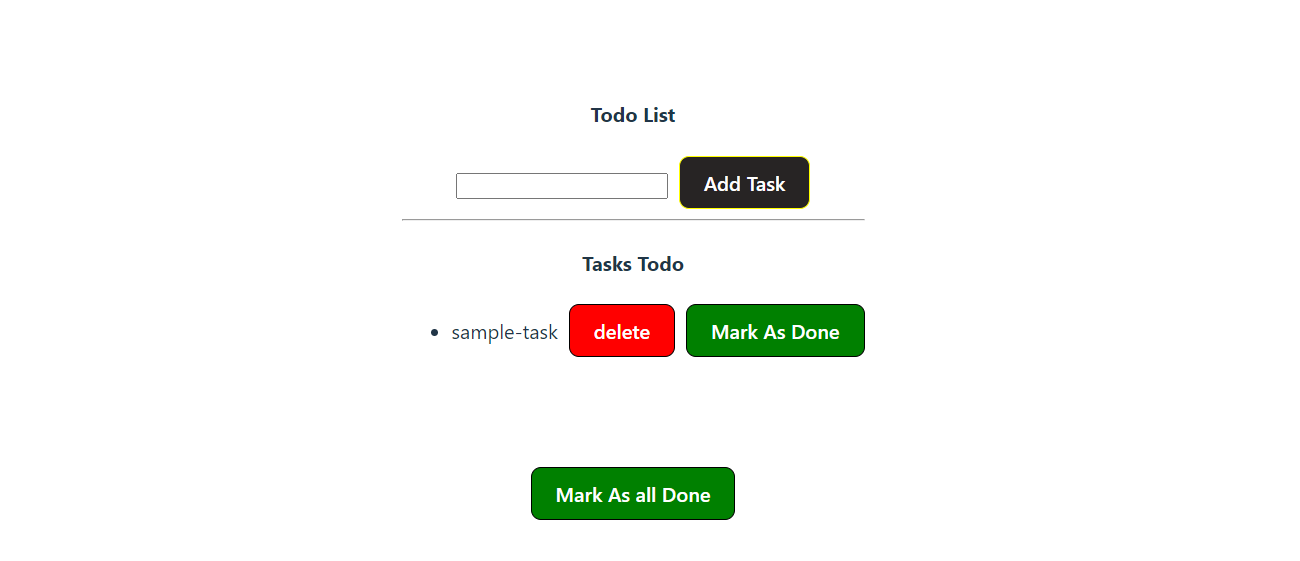 Todo List
Add Task
Tasks Todo
sample-task delete Mark As Done
Mark As all Done